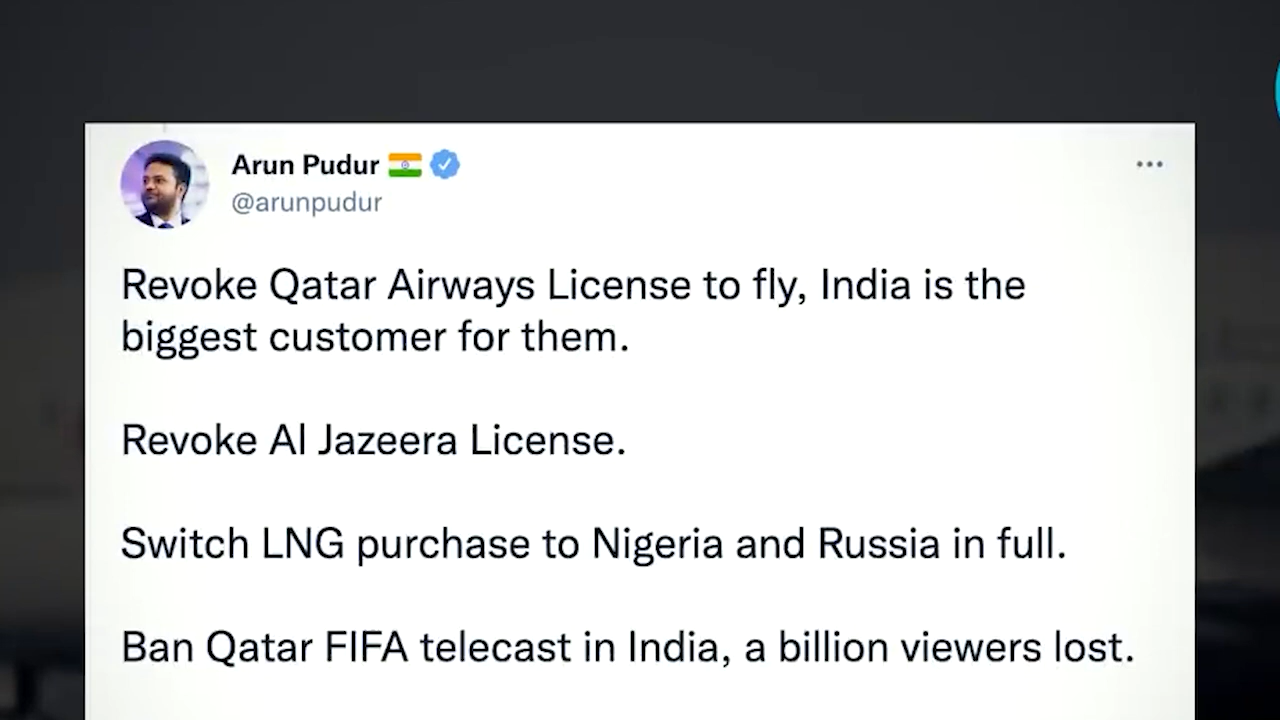 Arun Pudur
@arunpudur
Revoke Qatar Airways License to fly, India is the
biggest customer for them.
Revoke Al Jazeera License.
Switch LNG purchase to Nigeria and Russia in full.
Ban Qatar FIFA telecast in India, a billion viewers lost.